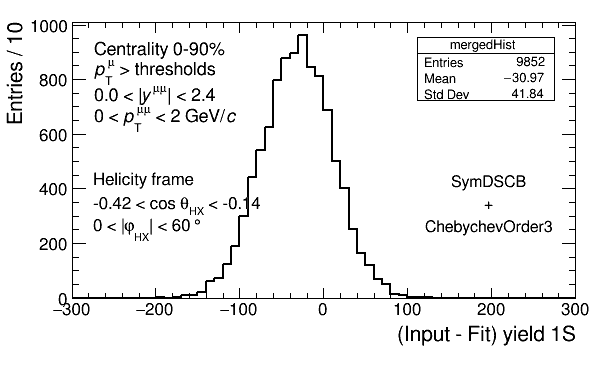 Entries / 10
1000
800
600
400
200
0
Centrality 0-90%
p_T^μ > thresholds
0.0 < |y^μμ| < 2.4
0 < p_T^μμ < 2 GeV/c
Helicity frame
-0.42 < cos θ_HX < -0.14
0 < |φ_HX| < 60 °
mergedHist
Entries 9852
Mean −30.97
Std Dev 41.84
SymDSCB
+
ChebychevOrder3
−300 −200 −100 0 100 200 300
(Input - Fit) yield 1S